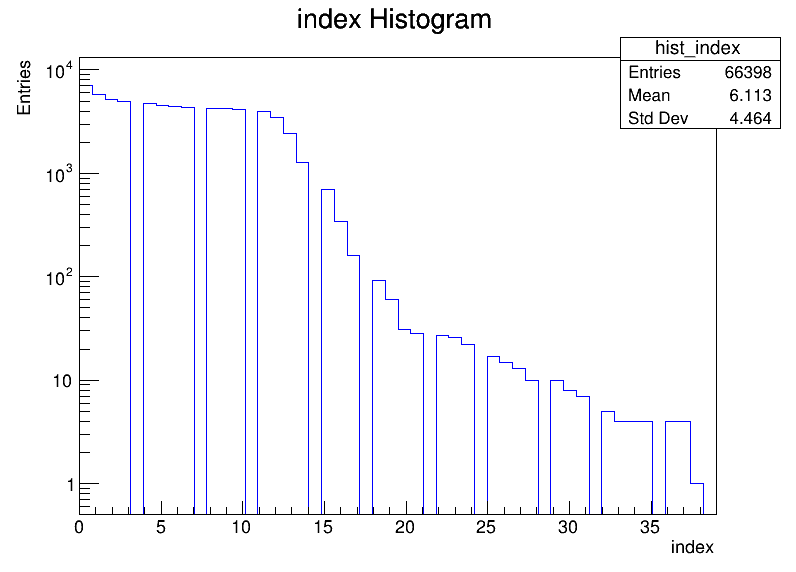 index Histogram
hist_index
Entries 66398
Mean 6.113
Std Dev 4.464
Entries
10^4
10^3
10^2
10
1
0 5 10 15 20 25 30 35
index